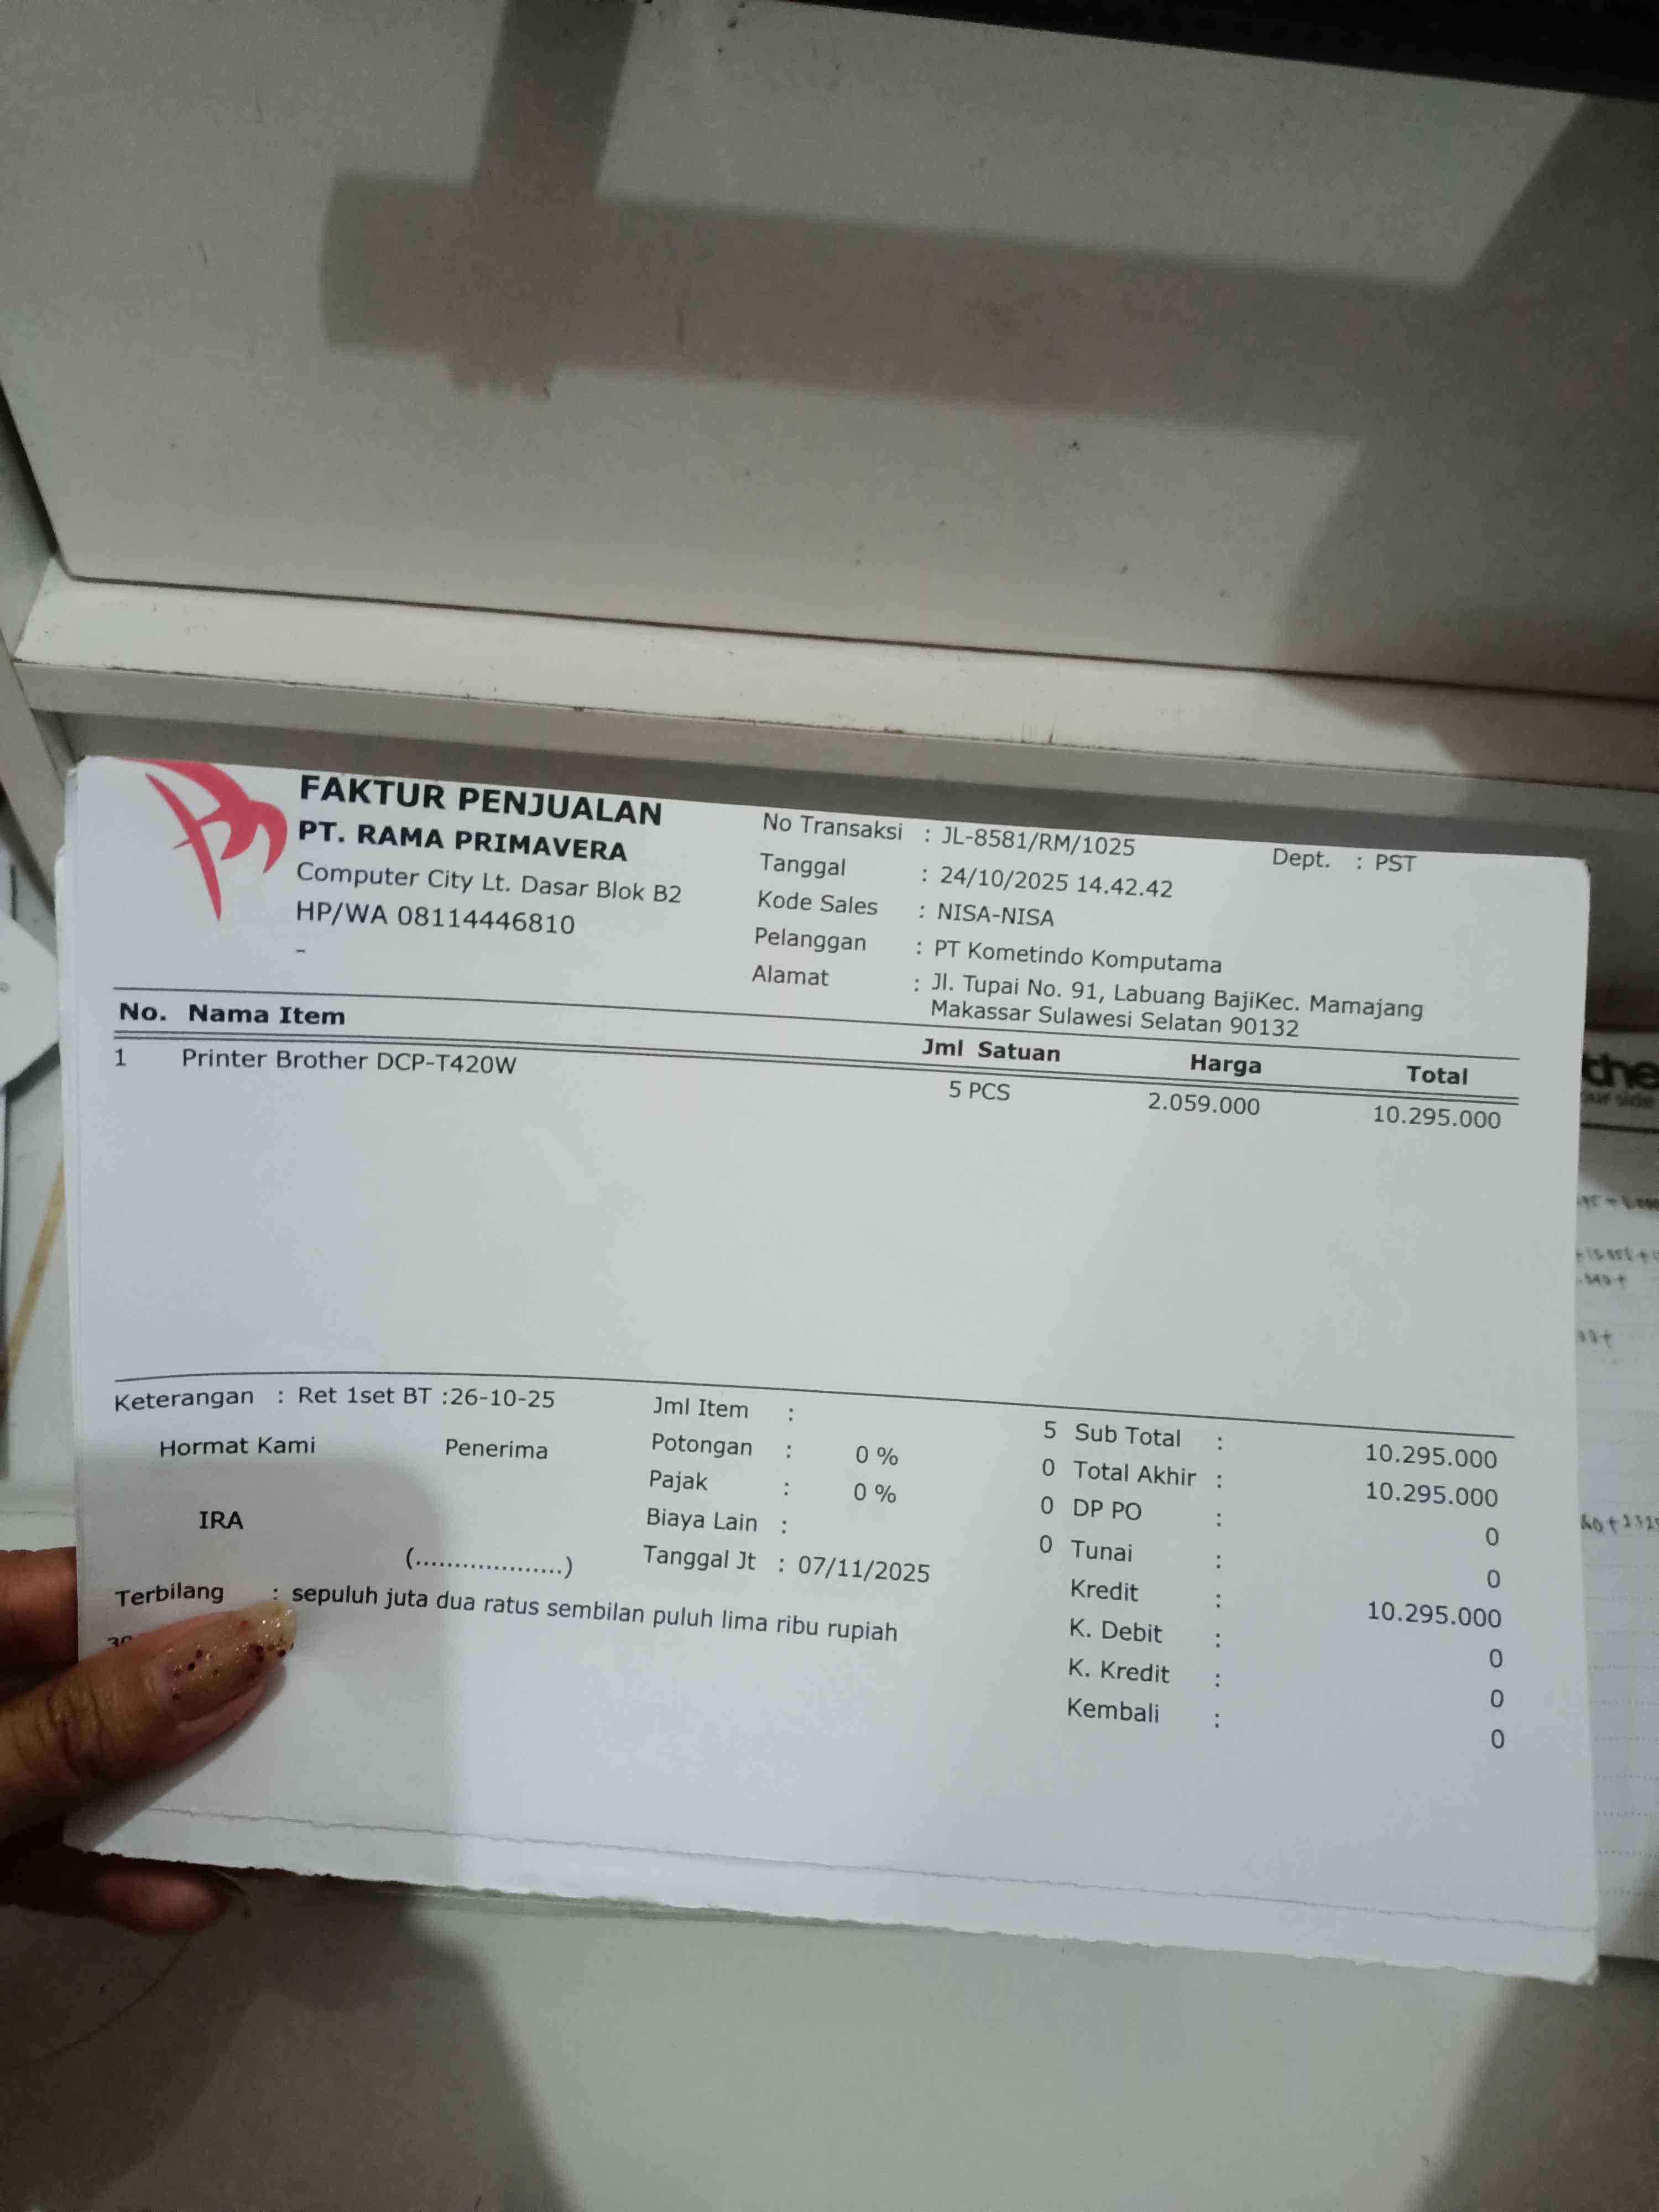 FAKTUR PENJUALAN
PT. RAMA PRIMAVERA
Computer City Lt. Dasar Blok B2
HP/WA 08114446810
-
No Transaksi : JL-8581/RM/1025 Dept. : PST
Tanggal : 24/10/2025 14.42.42
Kode Sales : NISA-NISA
Pelanggan : PT Kometindo Komputama
Alamat : Jl. Tupai No. 91, Labuang BajiKec. Mamajang
Makassar Sulawesi Selatan 90132
No. Nama Item Jml Satuan Harga Total
1 Printer Brother DCP-T420W 5 PCS 2.059.000 10.295.000
Keterangan : Ret 1set BT :26-10-25
Hormat Kami Penerima
IRA
(...................)
Jml Item : 5
Potongan : 0 % 0
Pajak : 0 % 0
Biaya Lain : 0
Tanggal Jt : 07/11/2025
Sub Total : 10.295.000
Total Akhir : 10.295.000
DP PO : 0
Tunai : 0
Kredit : 10.295.000
K. Debit : 0
K. Kredit : 0
Kembali : 0
Terbilang : sepuluh juta dua ratus sembilan puluh lima ribu rupiah
the
our side